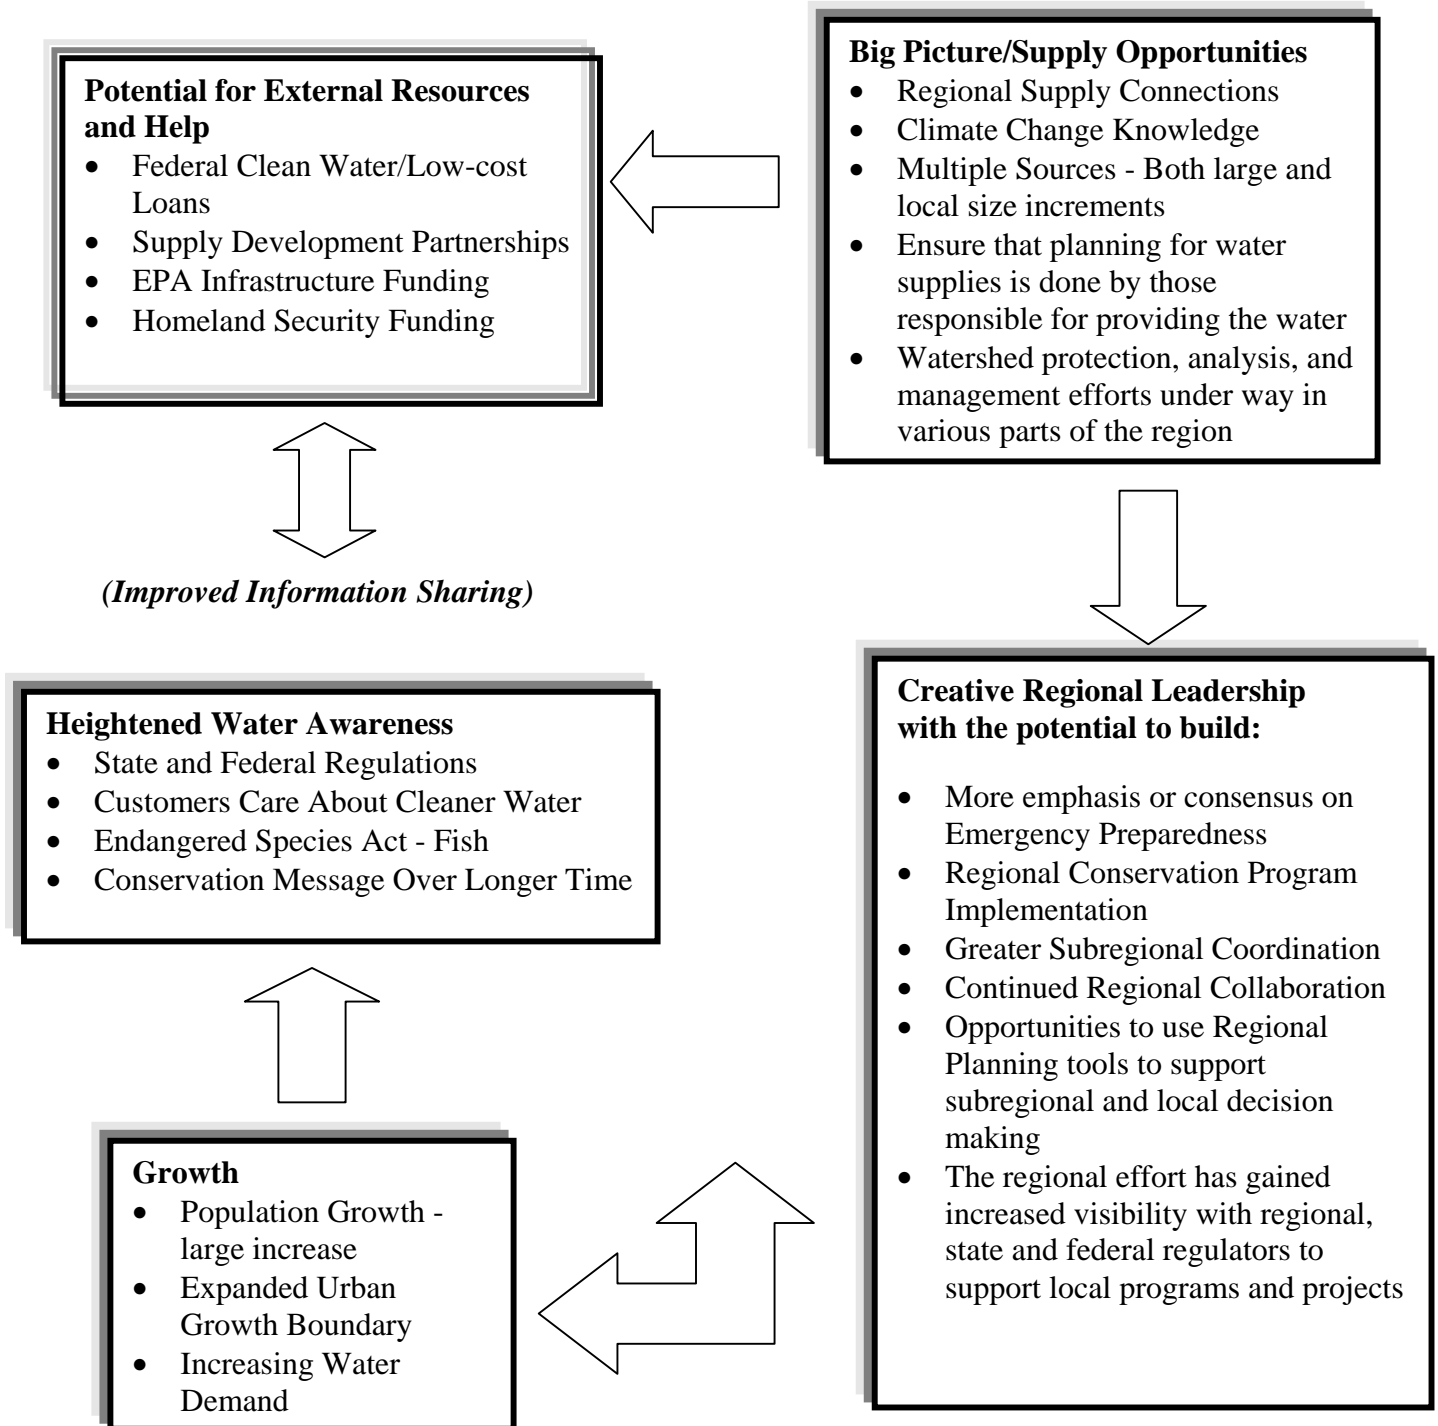 Potential for External Resources
and Help
• Federal Clean Water/Low-cost
Loans
• Supply Development Partnerships
• EPA Infrastructure Funding
• Homeland Security Funding
Big Picture/Supply Opportunities
• Regional Supply Connections
• Climate Change Knowledge
• Multiple Sources - Both large and
local size increments
• Ensure that planning for water
supplies is done by those
responsible for providing the water
• Watershed protection, analysis, and
management efforts under way in
various parts of the region
(Improved Information Sharing)
Heightened Water Awareness
• State and Federal Regulations
• Customers Care About Cleaner Water
• Endangered Species Act - Fish
• Conservation Message Over Longer Time
Creative Regional Leadership
with the potential to build:
• More emphasis or consensus on
Emergency Preparedness
• Regional Conservation Program
Implementation
• Greater Subregional Coordination
• Continued Regional Collaboration
• Opportunities to use Regional
Planning tools to support
subregional and local decision
making
• The regional effort has gained
increased visibility with regional,
state and federal regulators to
support local programs and projects
Growth
• Population Growth -
large increase
• Expanded Urban
Growth Boundary
• Increasing Water
Demand